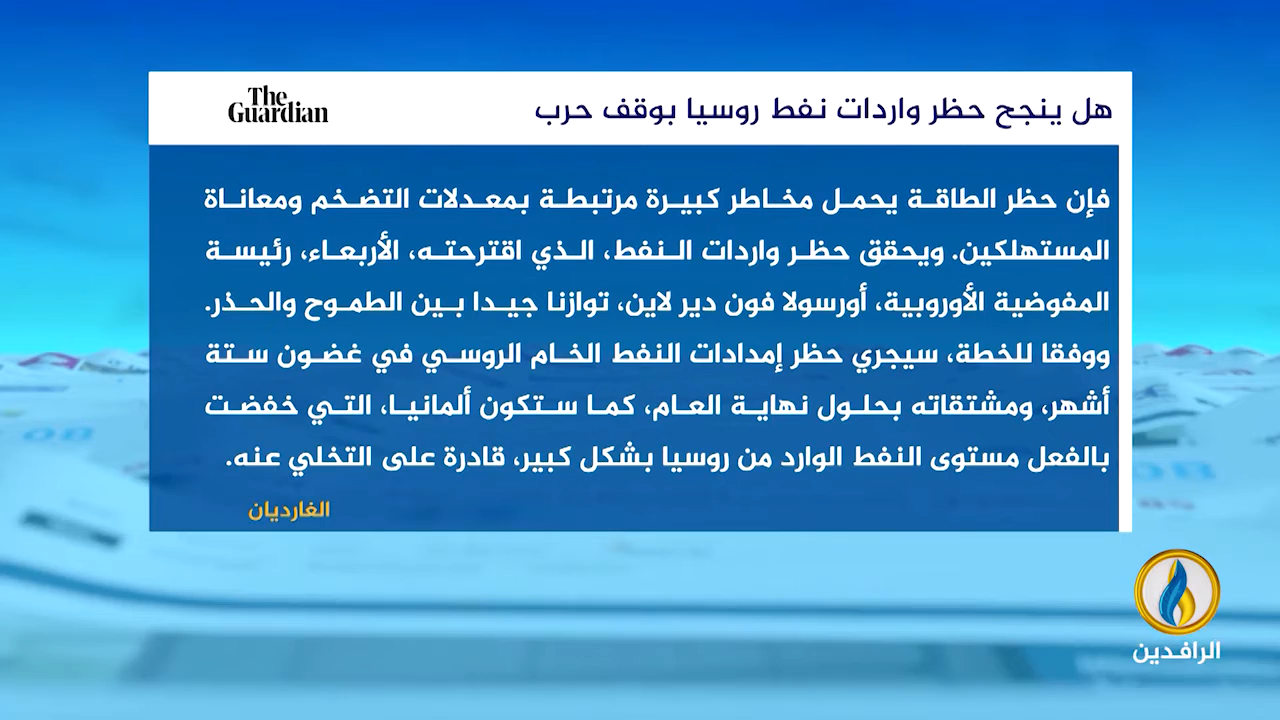 The Guardian
هل ينجح حظر واردات نفط روسيا بوقف حرب
فإن حظر الطاقة يحمل مخاطر كبيرة مرتبطة بمعدلات التضخم ومعاناة
المستهلكين. ويحقق حظر واردات النفط، الذي اقترحته، الأربعاء، رئيسة
المفوضية الأوروبية، أورسولا فون دير لاين، توازنا جيدا بين الطموح والحذر.
ووفقا للخطة، سيجري حظر إمدادات النفط الخام الروسي في غضون ستة
أشهر، ومشتقاته بحلول نهاية العام، كما ستكون ألمانيا، التي خفضت
بالفعل مستوى النفط الوارد من روسيا بشكل كبير، قادرة على التخلي عنه.
الغارديان
الرافدين